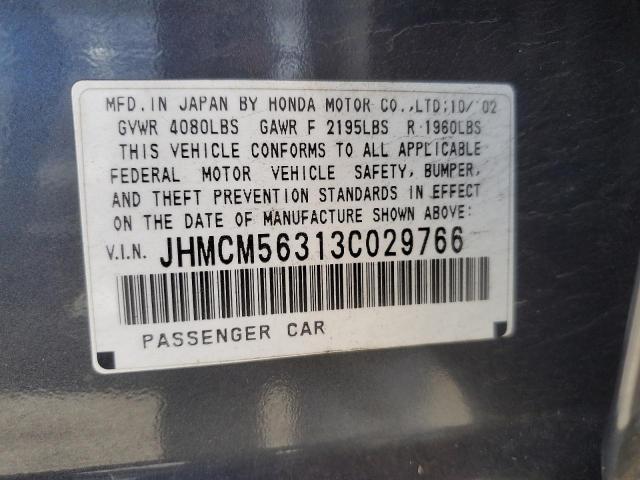 MFD. IN JAPAN BY HONDA MOTOR CO.,LTD;10/'02
GVWR 4080LBS GAWR F 2195LBS R 1960LBS
THIS VEHICLE CONFORMS TO ALL APPLICABLE
FEDERAL MOTOR VEHICLE SAFETY, BUMPER,
AND THEFT PREVENTION STANDARDS IN EFFECT
ON THE DATE OF MANUFACTURE SHOWN ABOVE:
V.I.N. JHMCM56313C029766
PASSENGER CAR